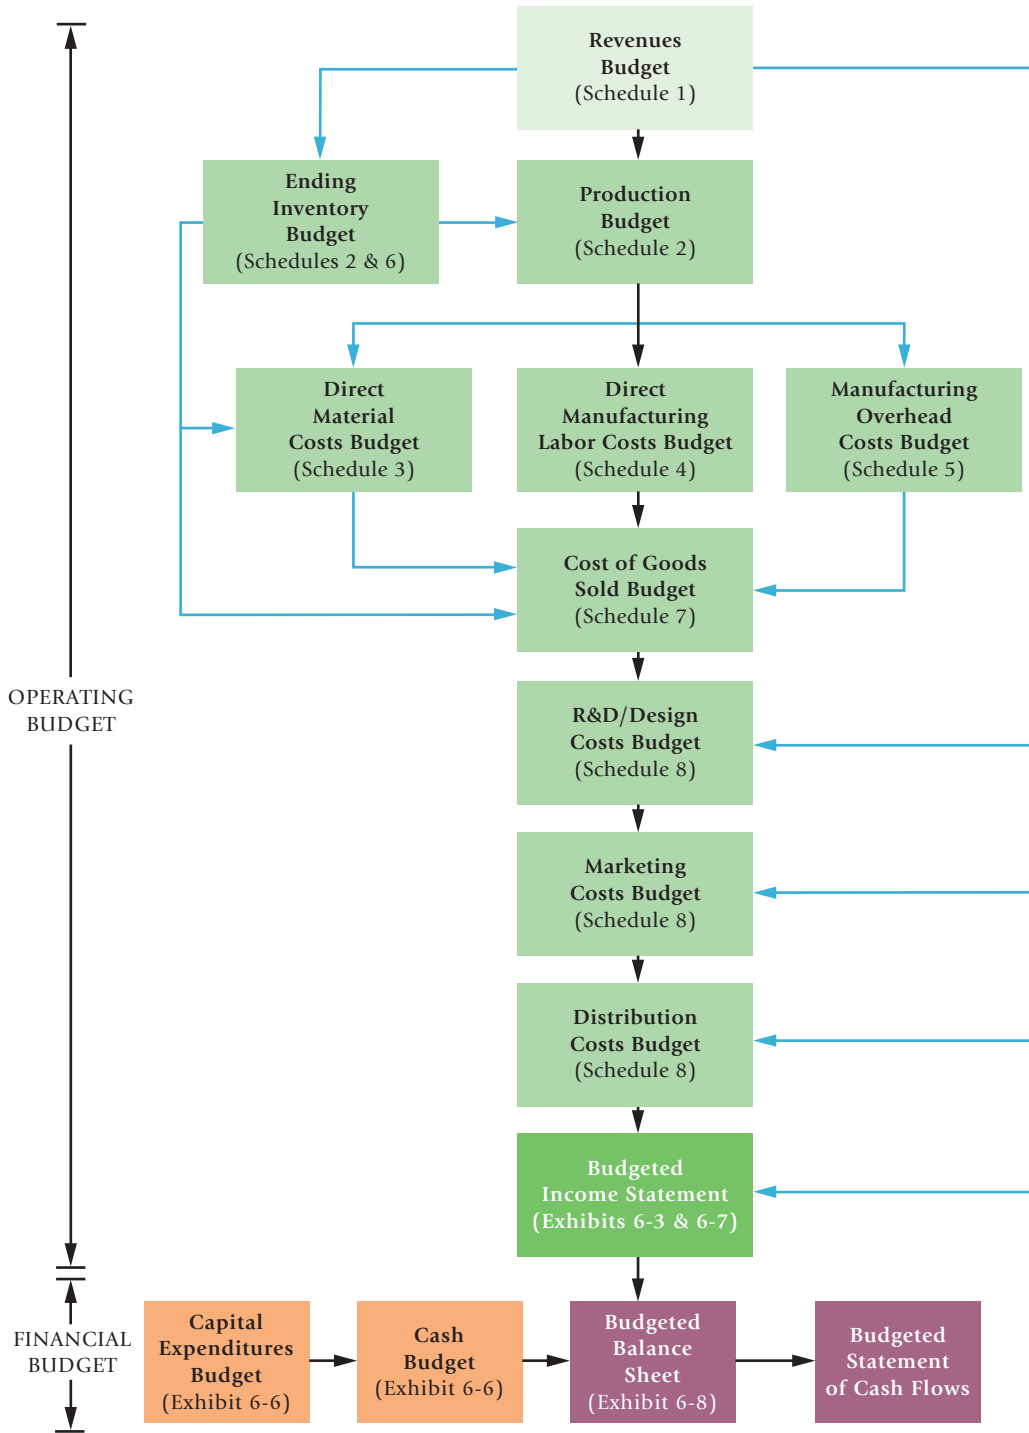 Revenues
Budget
(Schedule 1)
Ending
Inventory
Budget
(Schedules 2 & 6)
Production
Budget
(Schedule 2)
Direct
Material
Costs Budget
(Schedule 3)
Direct
Manufacturing
Labor Costs Budget
(Schedule 4)
Manufacturing
Overhead
Costs Budget
(Schedule 5)
Cost of Goods
Sold Budget
(Schedule 7)
OPERATING
BUDGET
R&D/Design
Costs Budget
(Schedule 8)
Marketing
Costs Budget
(Schedule 8)
Distribution
Costs Budget
(Schedule 8)
Budgeted
Income Statement
(Exhibits 6-3 & 6-7)
FINANCIAL
BUDGET
Capital
Expenditures
Budget
(Exhibit 6-6)
Cash
Budget
(Exhibit 6-6)
Budgeted
Balance
Sheet
(Exhibit 6-8)
Budgeted
Statement
of Cash Flows